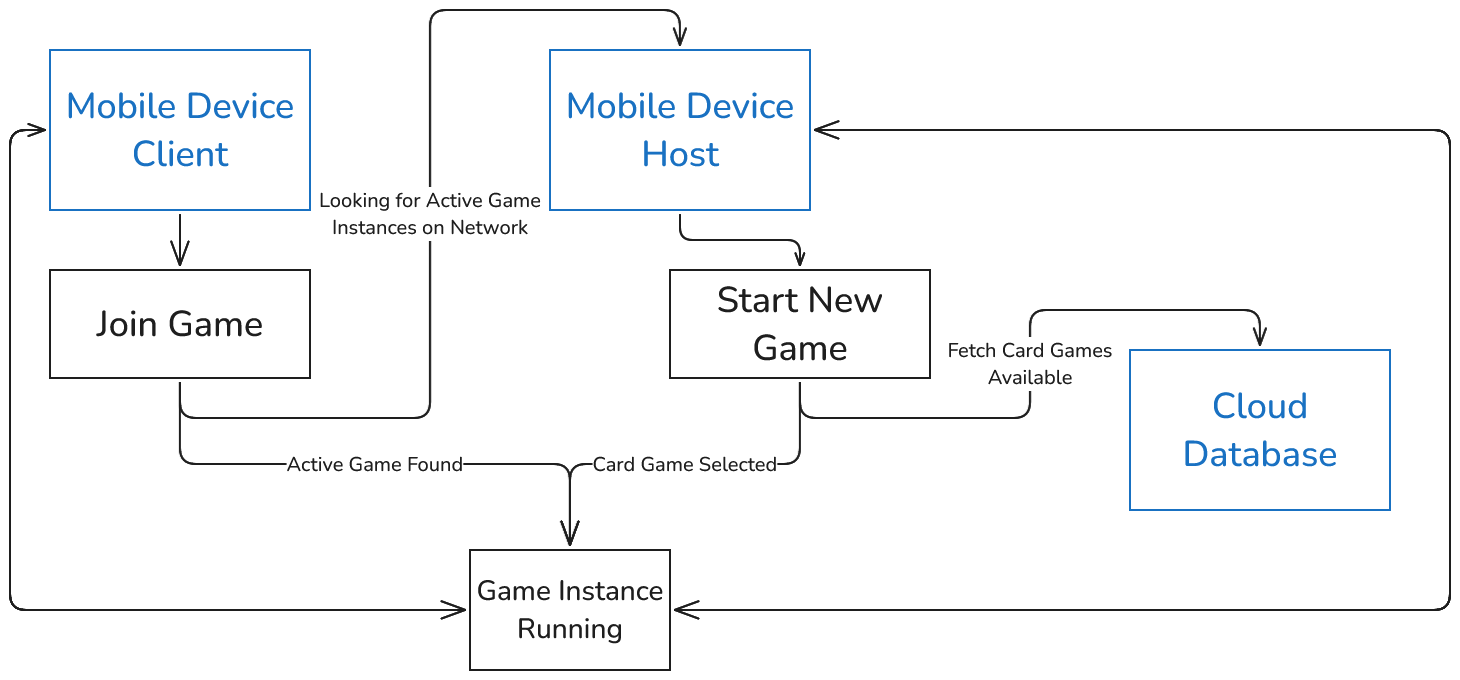 Mobile Device
Client
Mobile Device
Host
Looking for Active Game
Instances on Network
Join Game
Start New
Game
Fetch Card Games
Available
Cloud
Database
Active Game Found
Card Game Selected
Game Instance
Running